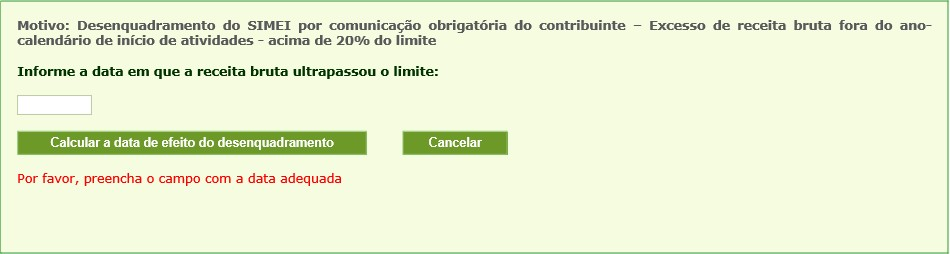 Motivo: Desenquadramento do SIMEI por comunicação obrigatória do contribuinte – Excesso de receita bruta fora do ano-
calendário de início de atividades - acima de 20% do limite
Informe a data em que a receita bruta ultrapassou o limite:
Calcular a data de efeito do desenquadramento Cancelar
Por favor, preencha o campo com a data adequada